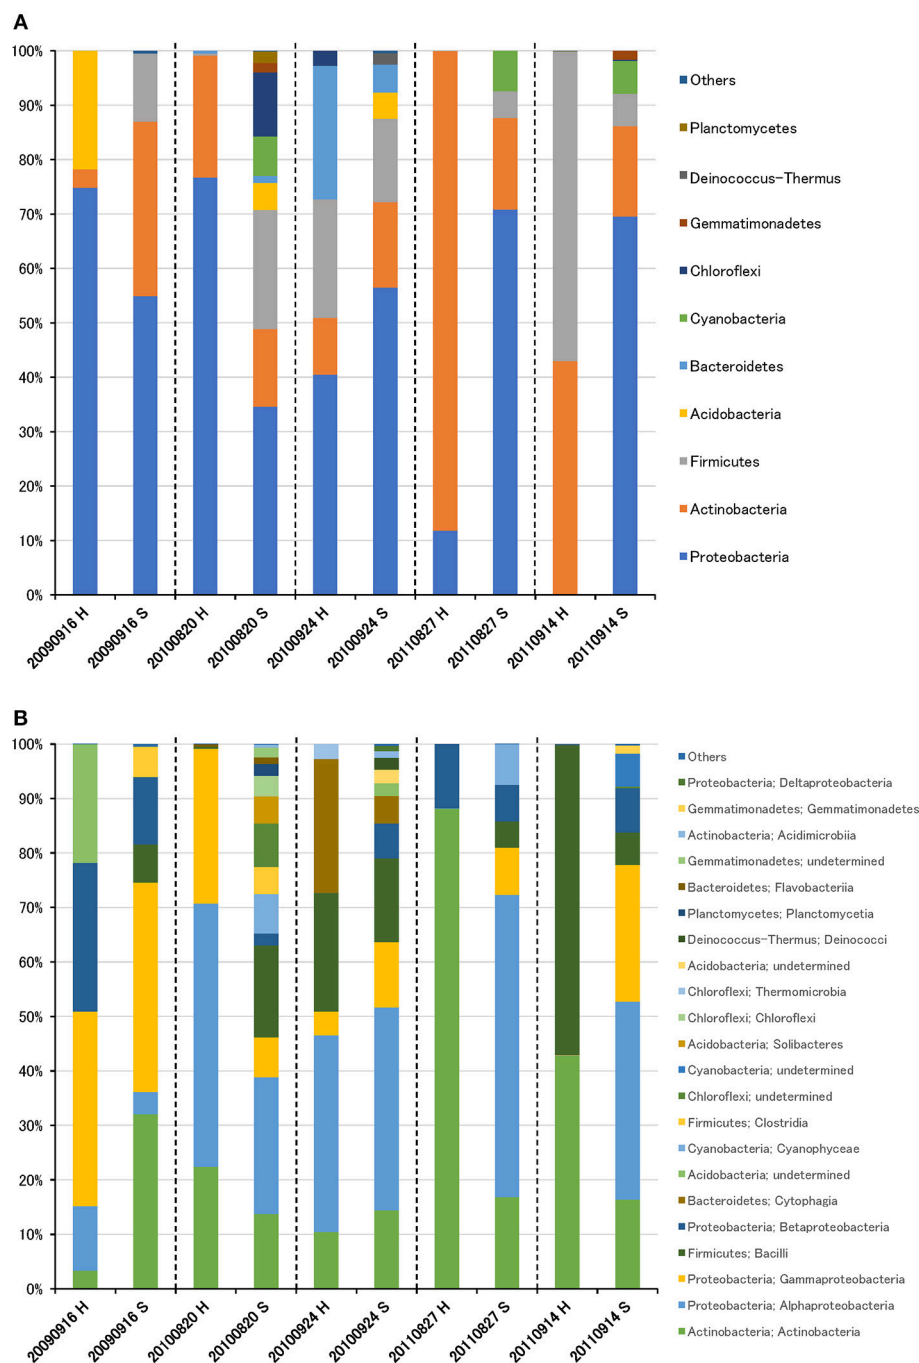 A
100%
90%
80%
70%
60%
50%
40%
30%
20%
10%
0%
20090916 H
20090916 S
20100820 H
20100820 S
20100924 H
20100924 S
20110827 H
20110827 S
20110914 H
20110914 S
Others
Planctomycetes
Deinococcus-Thermus
Gemmatimonadetes
Chloroflexi
Cyanobacteria
Bacteroidetes
Acidobacteria
Firmicutes
Actinobacteria
Proteobacteria
B
100%
90%
80%
70%
60%
50%
40%
30%
20%
10%
0%
20090916 H
20090916 S
20100820 H
20100820 S
20100924 H
20100924 S
20110827 H
20110827 S
20110914 H
20110914 S
Others
Proteobacteria; Deltaproteobacteria
Gemmatimonadetes; Gemmatimonadetes
Actinobacteria; Acidimicrobiia
Gemmatimonadetes; undetermined
Bacteroidetes; Flavobacteriia
Planctomycetes; Planctomycetia
Deinococcus-Thermus; Deinococci
Acidobacteria; undetermined
Chloroflexi; Thermomicrobia
Chloroflexi; Chloroflexi
Acidobacteria; Solibacteres
Cyanobacteria; undetermined
Chloroflexi; undetermined
Firmicutes; Clostridia
Cyanobacteria; Cyanophyceae
Acidobacteria; undetermined
Bacteroidetes; Cytophagia
Proteobacteria; Betaproteobacteria
Firmicutes; Bacilli
Proteobacteria; Gammaproteobacteria
Proteobacteria; Alphaproteobacteria
Actinobacteria; Actinobacteria